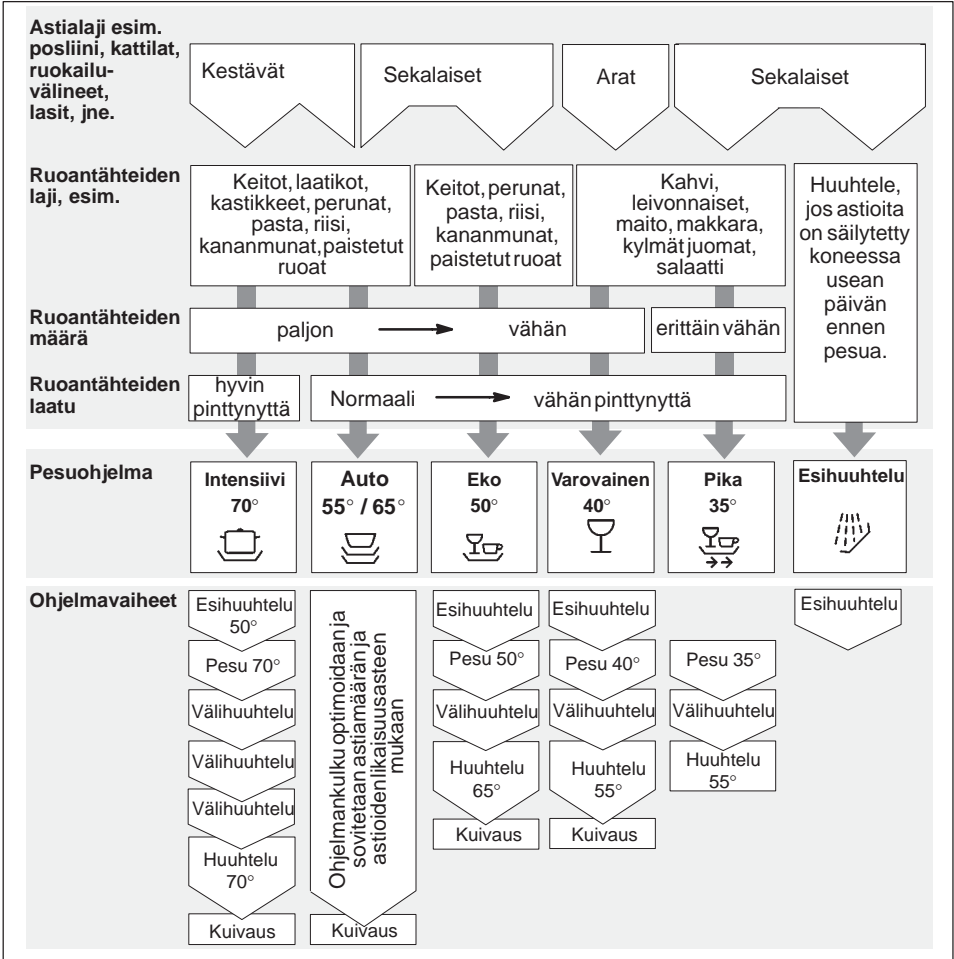 Astialaji esim.
posliini, kattilat,
ruokailu-
välineet,
lasit, jne.
Kestävät
Sekalaiset
Arat
Sekalaiset
Ruoantähteiden
laji, esim.
Keitot, laatikot,
kastikkeet, perunat,
pasta, riisi,
kananmunat, paistetut
ruoat
Keitot, perunat,
pasta, riisi,
kananmunat,
paistetut ruoat
Kahvi,
leivonnaiset,
maito, makkara,
kylmät juomat,
salaatti
Huuhtele,
jos astioita
on säilytetty
koneessa
usean
päivän
ennen
pesua.
Ruoantähteiden
määrä
paljon
vähän
erittäin vähän
Ruoantähteiden
laatu
hyvin
pinttynyttä
Normaali
vähän pinttynyttä
Pesuohjelma
Intensiivi
70°
Auto
55° / 65°
Eko
50°
Varovainen
40°
Pika
35°
Esihuuhtelu
Ohjelmavaiheet
Esihuuhtelu
50°
Pesu 70°
Välihuuhtelu
Välihuuhtelu
Välihuuhtelu
Huuhtelu
70°
Kuivaus
Ohjelmankulku optimoidaan ja
sovitetaan astiamäärän ja
astioiden likaisuusasteen
mukaan
Kuivaus
Esihuuhtelu
Pesu 50°
Välihuuhtelu
Huuhtelu
65°
Kuivaus
Esihuuhtelu
Pesu 40°
Välihuuhtelu
Huuhtelu
55°
Kuivaus
Pesu 35°
Välihuuhtelu
Huuhtelu
55°
Esihuuhtelu